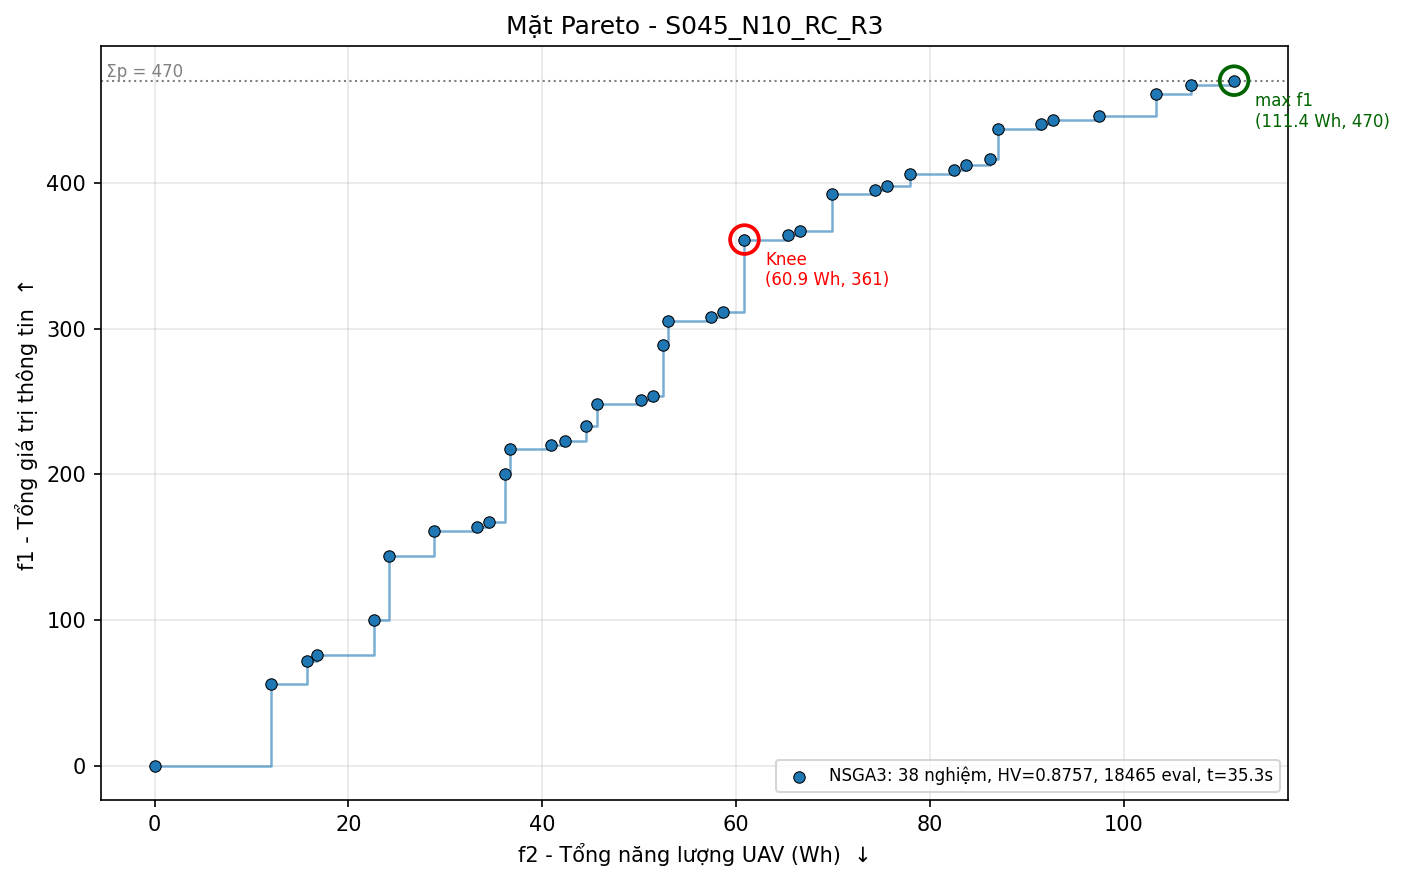 Mặt Pareto - S045_N10_RC_R3
Σp = 470
max f1
(111.4 Wh, 470)
400
Knee
(60.9 Wh, 361)
300
f1 - Tổng giá trị thông tin ↑
200
100
0
NSGA3: 38 nghiệm, HV=0.8757, 18465 eval, t=35.3s
0 20 40 60 80 100
f2 - Tổng năng lượng UAV (Wh) ↓